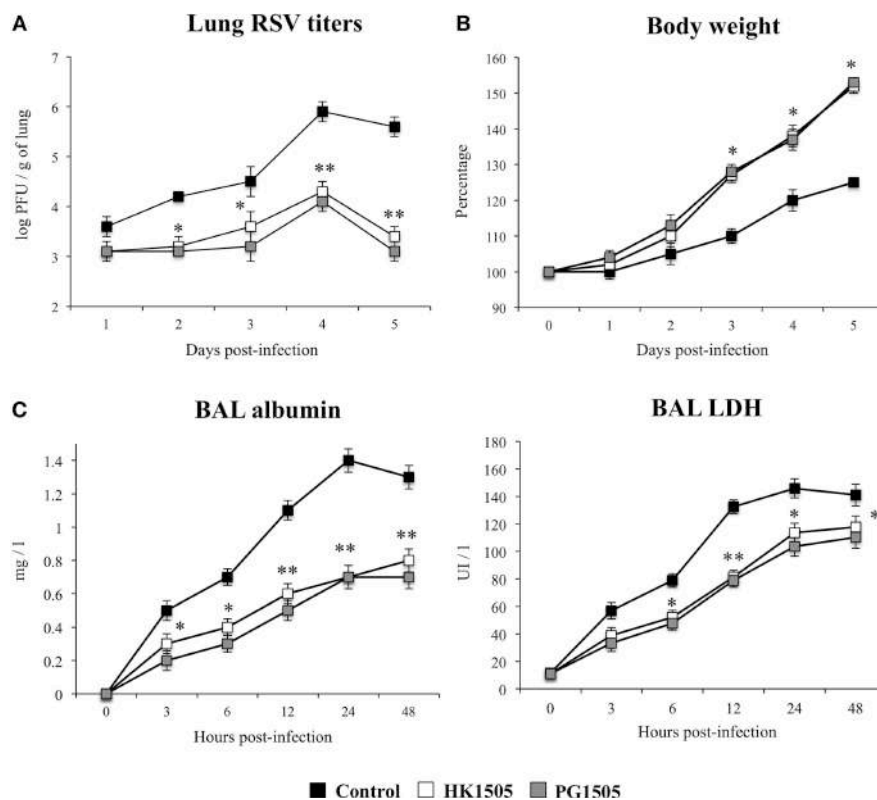 A
Lung RSV titers
log PFU / g of lung
7
6
5
4
3
2
*
*
**
**
1 2 3 4 5
Days post-infection
B
Body weight
Percentage
160
150
140
130
120
110
100
90
*
*
*
0 1 2 3 4 5
Days post-infection
C
BAL albumin
mg / l
1.4
1.2
1
0.8
0.6
0.4
0.2
0
*
*
**
**
**
0 3 6 12 24 48
Hours post-infection
BAL LDH
UI / l
180
160
140
120
100
80
60
40
20
0
*
**
*
*
0 3 6 12 24 48
Hours post-infection
Control HK1505 PG1505